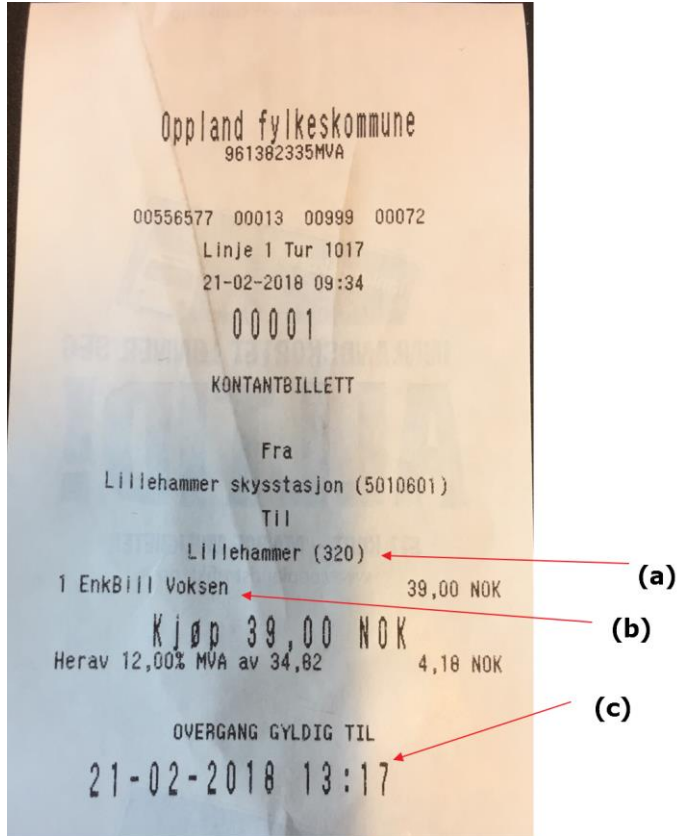 Oppland fylkeskommune
961382335MVA
00556577 00013 00999 00072
Linje 1 Tur 1017
21-02-2018 09:34
00001
KONTANTBILLETT
Fra
Lillehammer skysstasjon (5010601)
Til
Lillehammer (320)
(a)
1 EnkBill Voksen 39,00 NOK
(b)
Kjøp 39,00 NOK
Herav 12,00% MVA av 34,82 4,18 NOK
(c)
OVERGANG GYLDIG TIL
21-02-2018 13:17